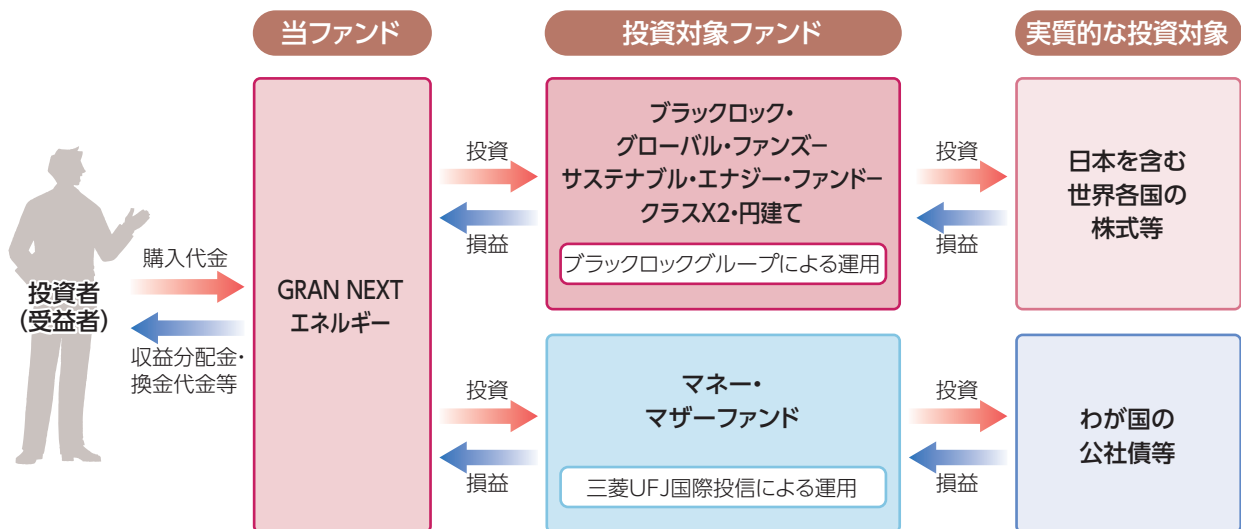 当ファンド
投資対象ファンド
実質的な投資対象
投資者
(受益者)
購入代金
収益分配金・
換金代金等
GRAN NEXT
エネルギー
投資
損益
ブラックロック・
グローバル・ファンズー
サステナブル・エナジー・ファンドー
クラスX2・円建て
ブラックロックグループによる運用
投資
損益
日本を含む
世界各国の
株式等
投資
損益
マネー・
マザーファンド
三菱UFJ国際投信による運用
投資
損益
わが国の
公社債等